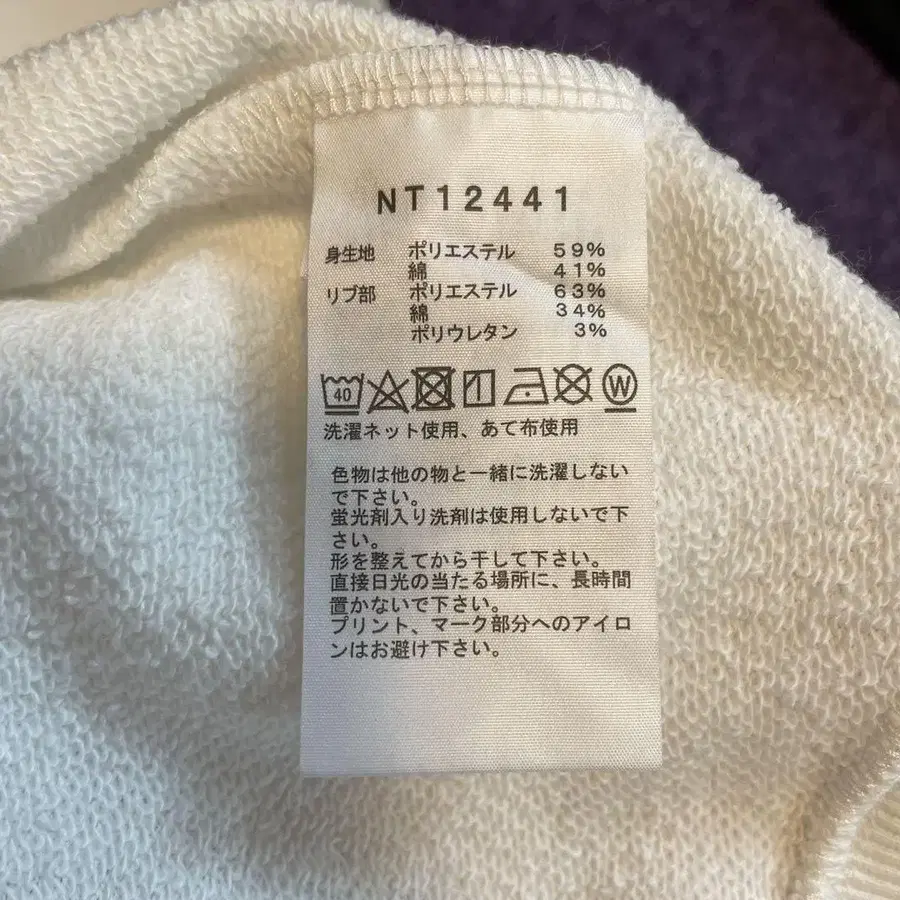 NT12441
身生地 ポリエステル 59%
綿 41%
リブ部 ポリエステル 63%
綿 34%
ポリウレタン 3%
40 W
洗濯ネット使用、あて布使用
色物は他の物と一緒に洗濯しない
で下さい。
蛍光剤入り洗剤は使用しないで下
さい。
形を整えてから干して下さい。
直接日光の当たる場所に、長時間
置かないで下さい。
プリント、マーク部分へのアイロ
ンはお避け下さい。